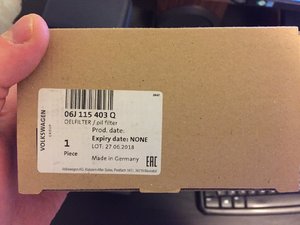 VOLKSWAGEN
GROUP
06J 115 403 Q
OELFILTER / oil filter
Prod. date:
Expiry date: NONE
LOT. 27 06.2018
1
Piece
Made in Germany
EAC